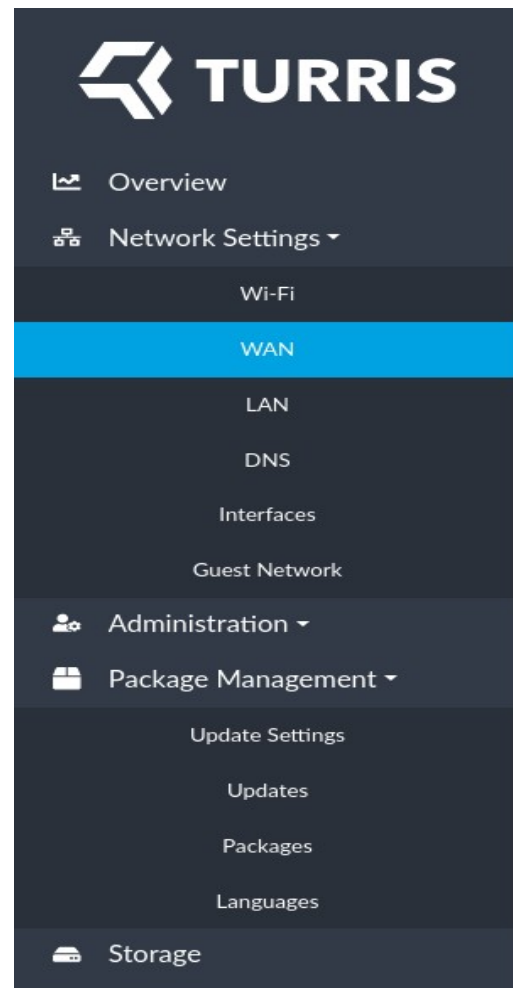 TURRIS
Overview
Network Settings
Wi-Fi
WAN
LAN
DNS
Interfaces
Guest Network
Administration
Package Management
Update Settings
Updates
Packages
Languages
Storage